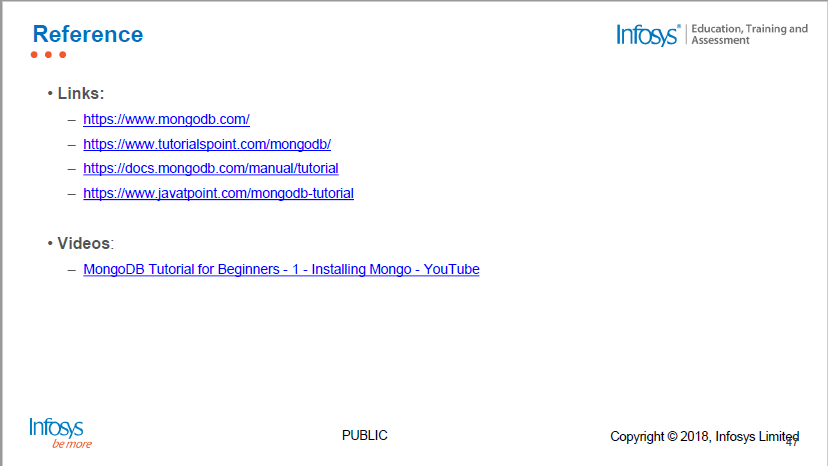 Reference
Infosys® | Education, Training and
Assessment
• Links:
– https://www.mongodb.com/
– https://www.tutorialspoint.com/mongodb/
– https://docs.mongodb.com/manual/tutorial
– https://www.javatpoint.com/mongodb-tutorial
• Videos:
– MongoDB Tutorial for Beginners - 1 - Installing Mongo - YouTube
Infosys
be more
PUBLIC
Copyright © 2018, Infosys Limited
47